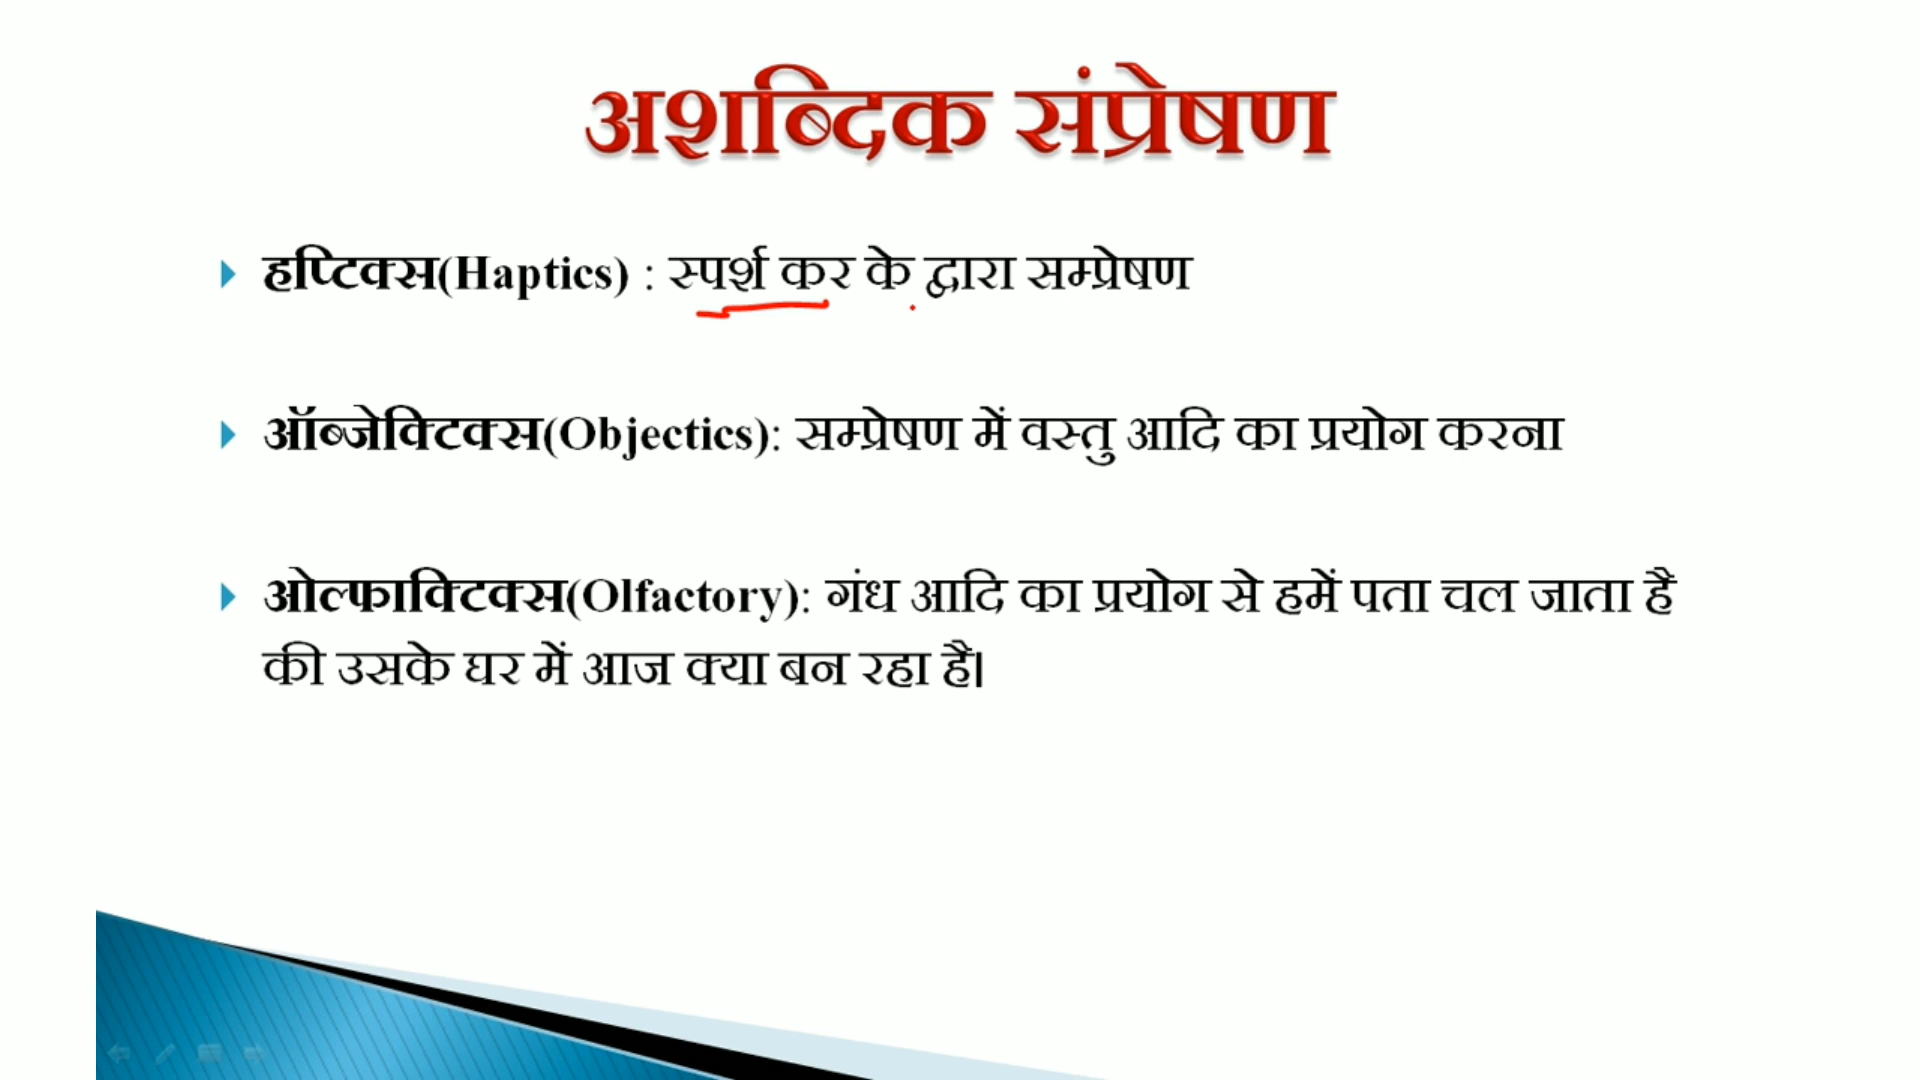 अशब्दिक संप्रेषण
हप्टिक्स(Haptics) : स्पर्श कर के द्वारा सम्प्रेषण
ऑब्जेक्टिक्स(Objectics): सम्प्रेषण में वस्तु आदि का प्रयोग करना
ओल्फाक्टिक्स(Olfactory): गंध आदि का प्रयोग से हमें पता चल जाता है
की उसके घर में आज क्या बन रहा है।